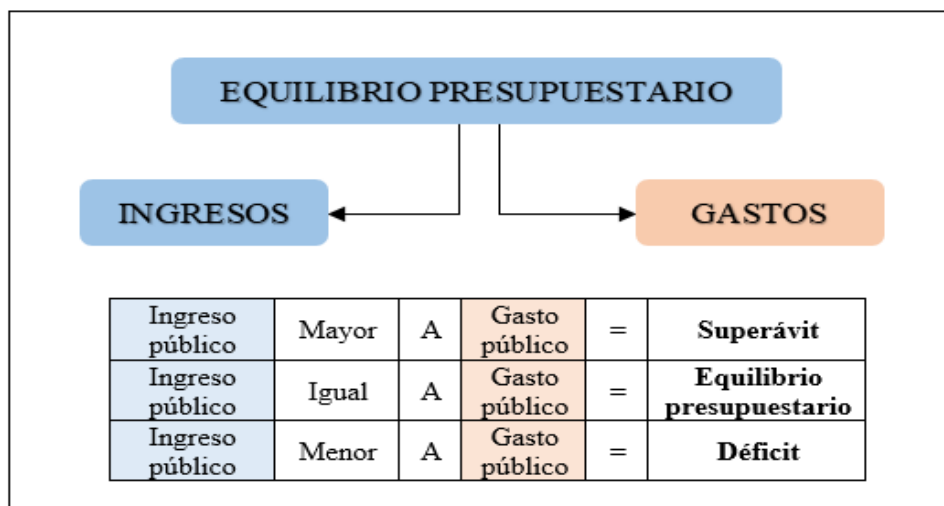 EQUILIBRIO PRESUPUESTARIO
INGRESOS
GASTOS
Ingreso público Mayor A Gasto público = Superávit
Ingreso público Igual A Gasto público = Equilibrio presupuestario
Ingreso público Menor A Gasto público = Déficit